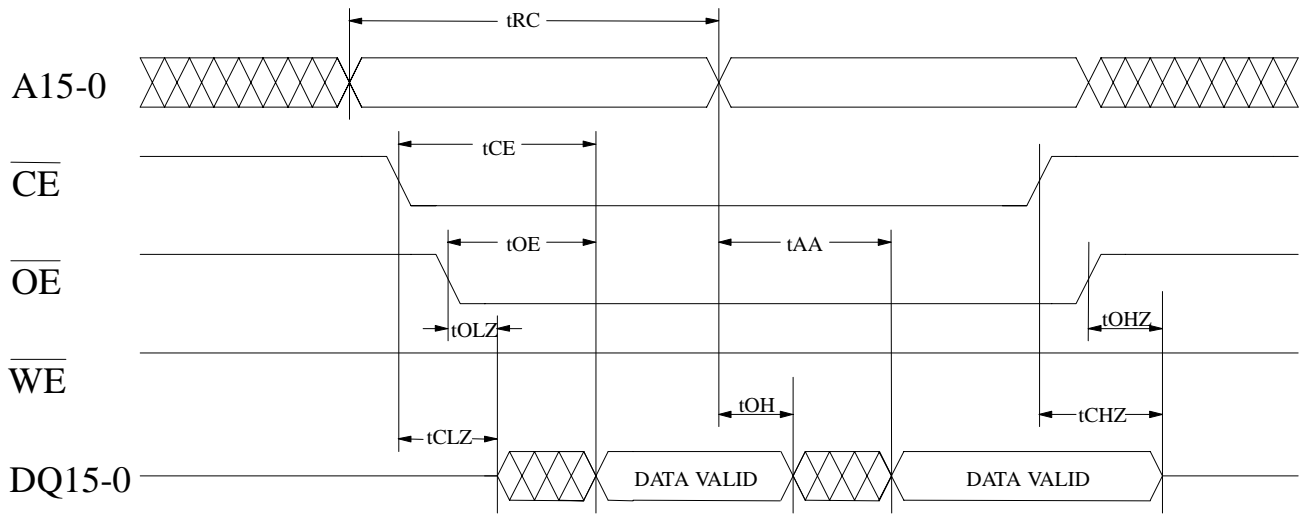 tRC
A15-0
tCE
CE
tOE
tAA
OE
tOLZ
tOHZ
WE
tOH
tCHZ
tCLZ
DQ15-0
DATA VALID
DATA VALID